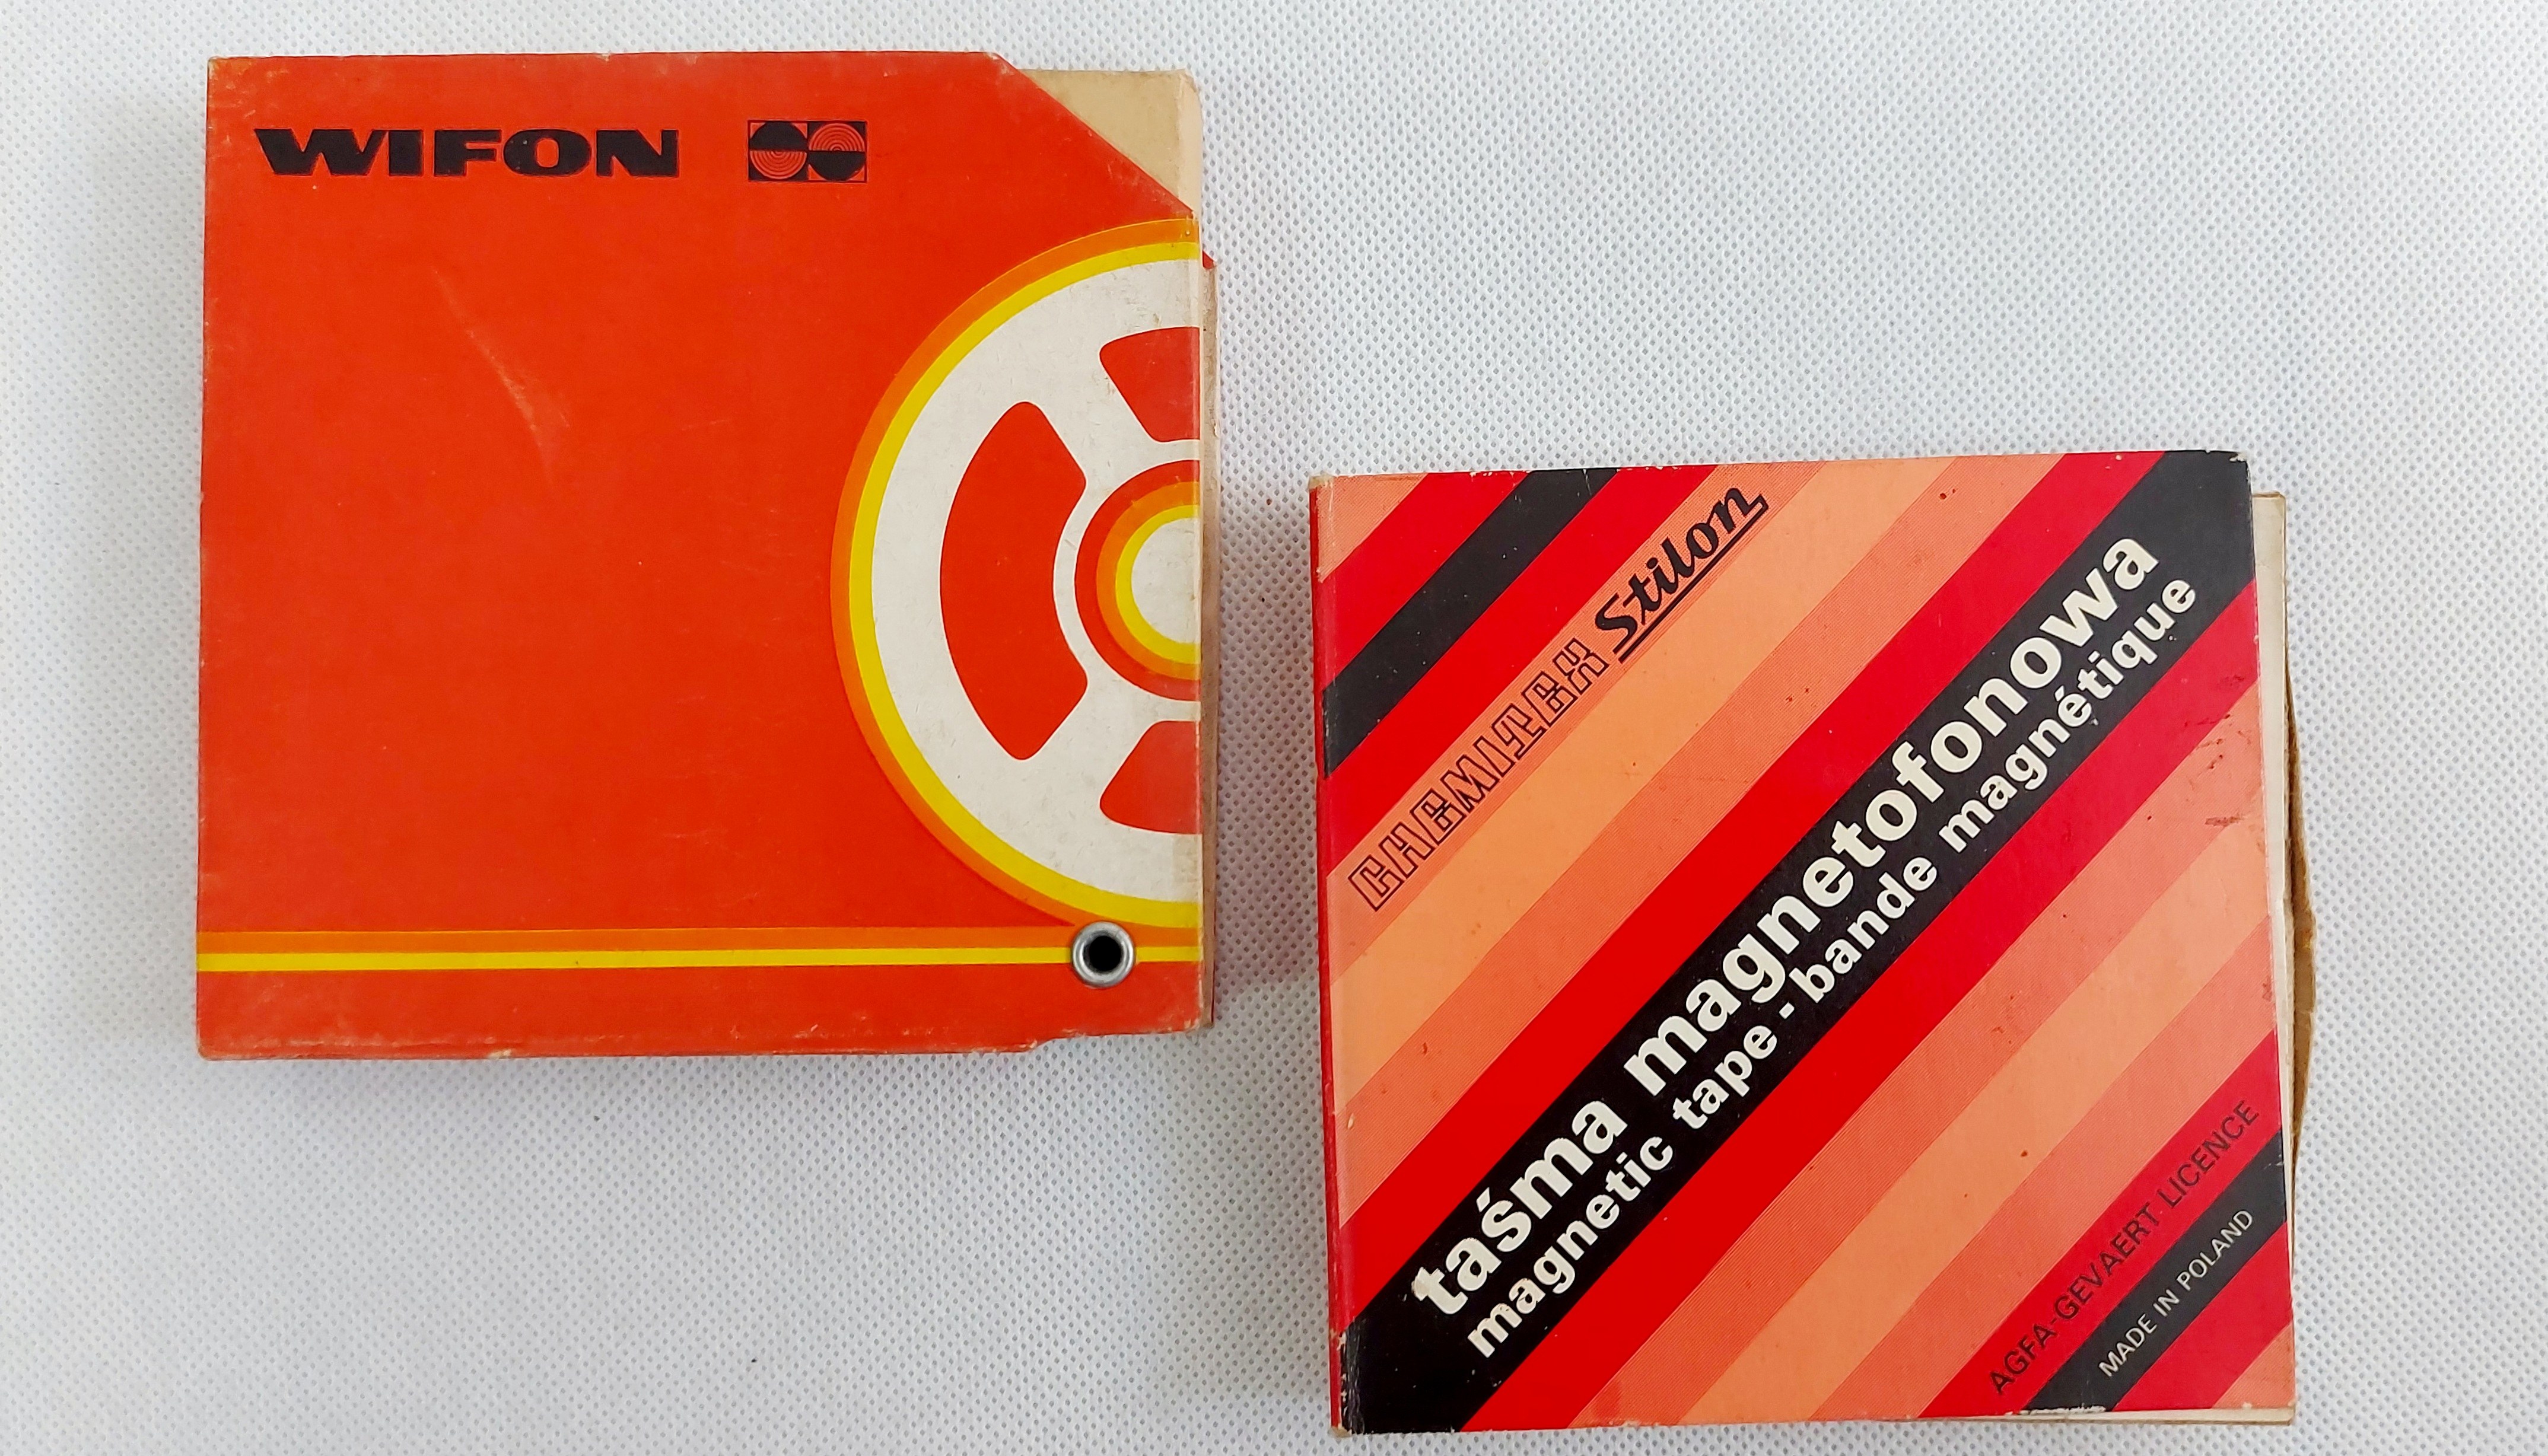 WIFON
CHEMITEX Stilon
taśma magnetofonowa
magnetic tape - bande magnétique
AGFA-GEVAERT LICENCE
MADE IN POLAND